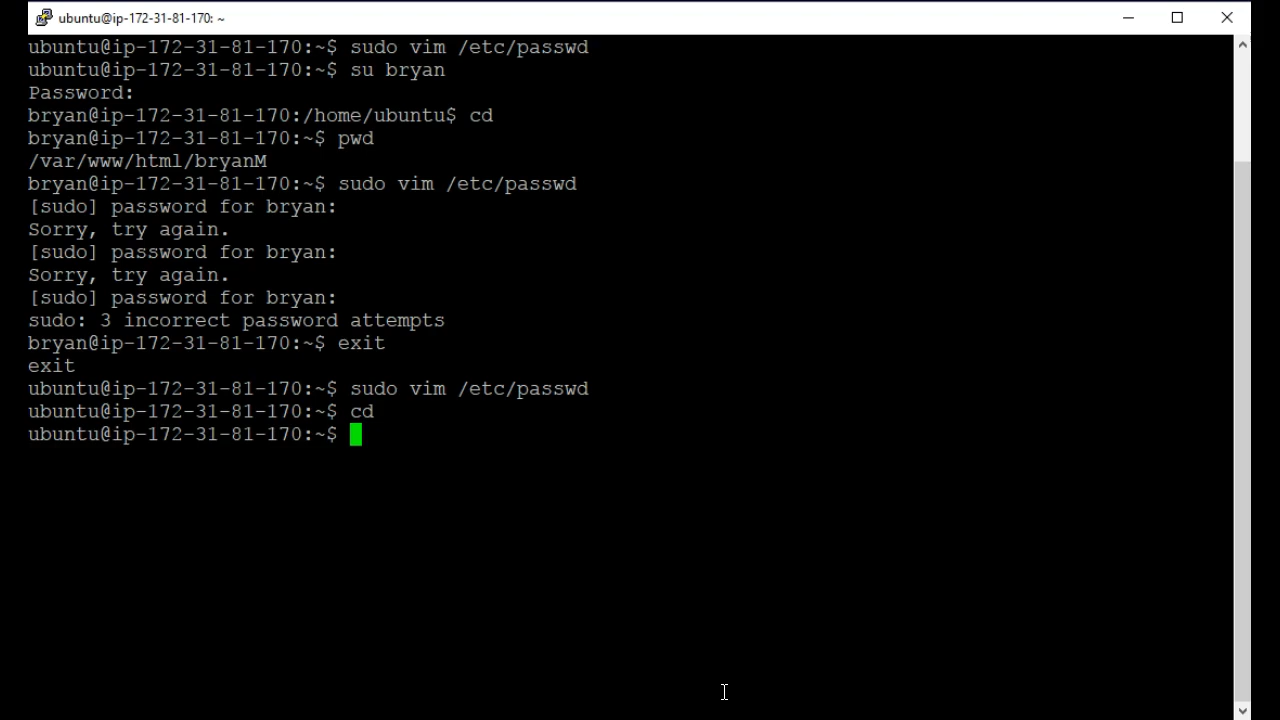 ubuntu@ip-172-31-81-170: ~
ubuntu@ip-172-31-81-170:~$ sudo vim /etc/passwd
ubuntu@ip-172-31-81-170:~$ su bryan
Password:
bryan@ip-172-31-81-170:/home/ubuntu$ cd
bryan@ip-172-31-81-170:~$ pwd
/var/www/html/bryanM
bryan@ip-172-31-81-170:~$ sudo vim /etc/passwd
[sudo] password for bryan:
Sorry, try again.
[sudo] password for bryan:
Sorry, try again.
[sudo] password for bryan:
sudo: 3 incorrect password attempts
bryan@ip-172-31-81-170:~$ exit
exit
ubuntu@ip-172-31-81-170:~$ sudo vim /etc/passwd
ubuntu@ip-172-31-81-170:~$ cd
ubuntu@ip-172-31-81-170:~$